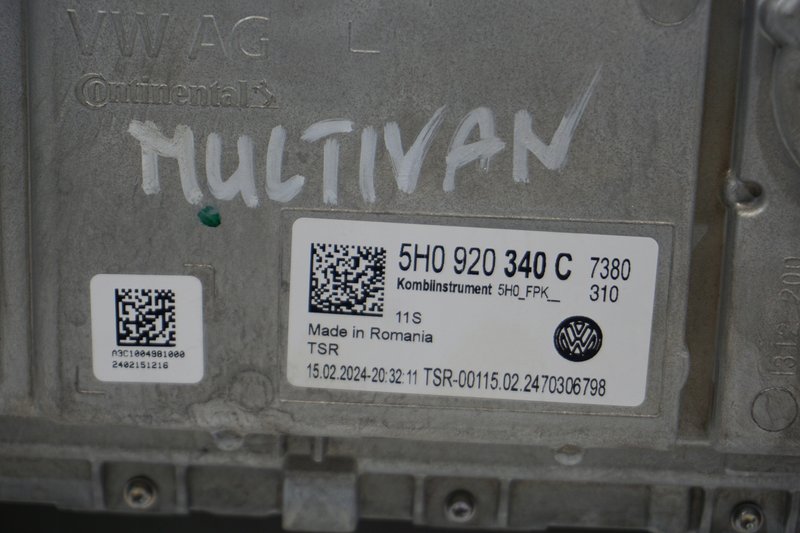 VW AG
Continental
MULTIVAN
5H0 920 340 C 7380
Kombiinstrument 5H0_FPK__ 310
11S
Made in Romania
TSR
15.02.2024-20:32:11 TSR-00115.02.2470306798
A3C1004981000
2402151216